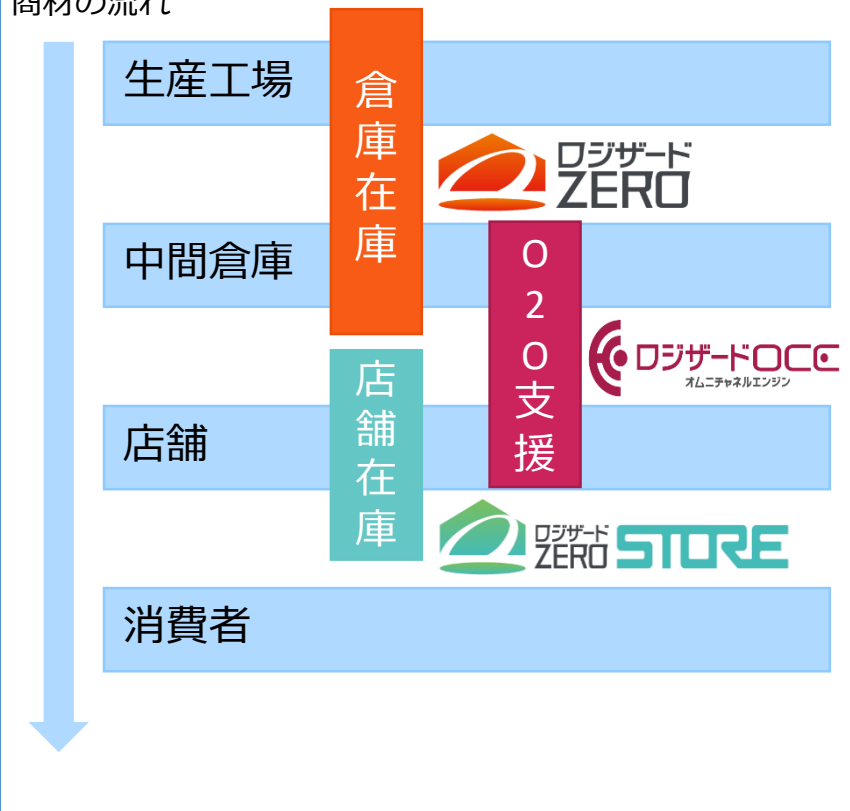 商材の流れ
生産工場
倉庫在庫
ロジザード
ZERO
中間倉庫
O2O支援
ロジザードOCE
オムニチャネルエンジン
店舗
店舗在庫
ロジザード
ZERO STORE
消費者